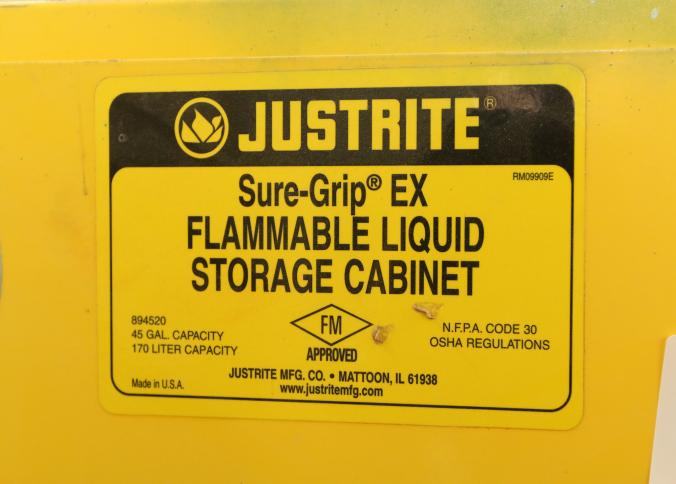 JUSTRITE®
RM09909E
Sure-Grip® EX
FLAMMABLE LIQUID
STORAGE CABINET
894520
45 GAL. CAPACITY
170 LITER CAPACITY
FM
APPROVED
N.F.P.A. CODE 30
OSHA REGULATIONS
JUSTRITE MFG. CO. • MATTOON, IL 61938
www.justritemfg.com
Made in U.S.A.